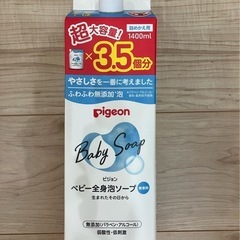 超大容量!
詰めかえ用
1400ml
×3.5個分
やさしさを一番に考えました
ふわふわ無添加泡
Pigeon
Baby Soap
ピジョン
ベビー全身泡ソープ
生まれたその日から
無添加(パラベン・アルコール)
弱酸性・低刺激